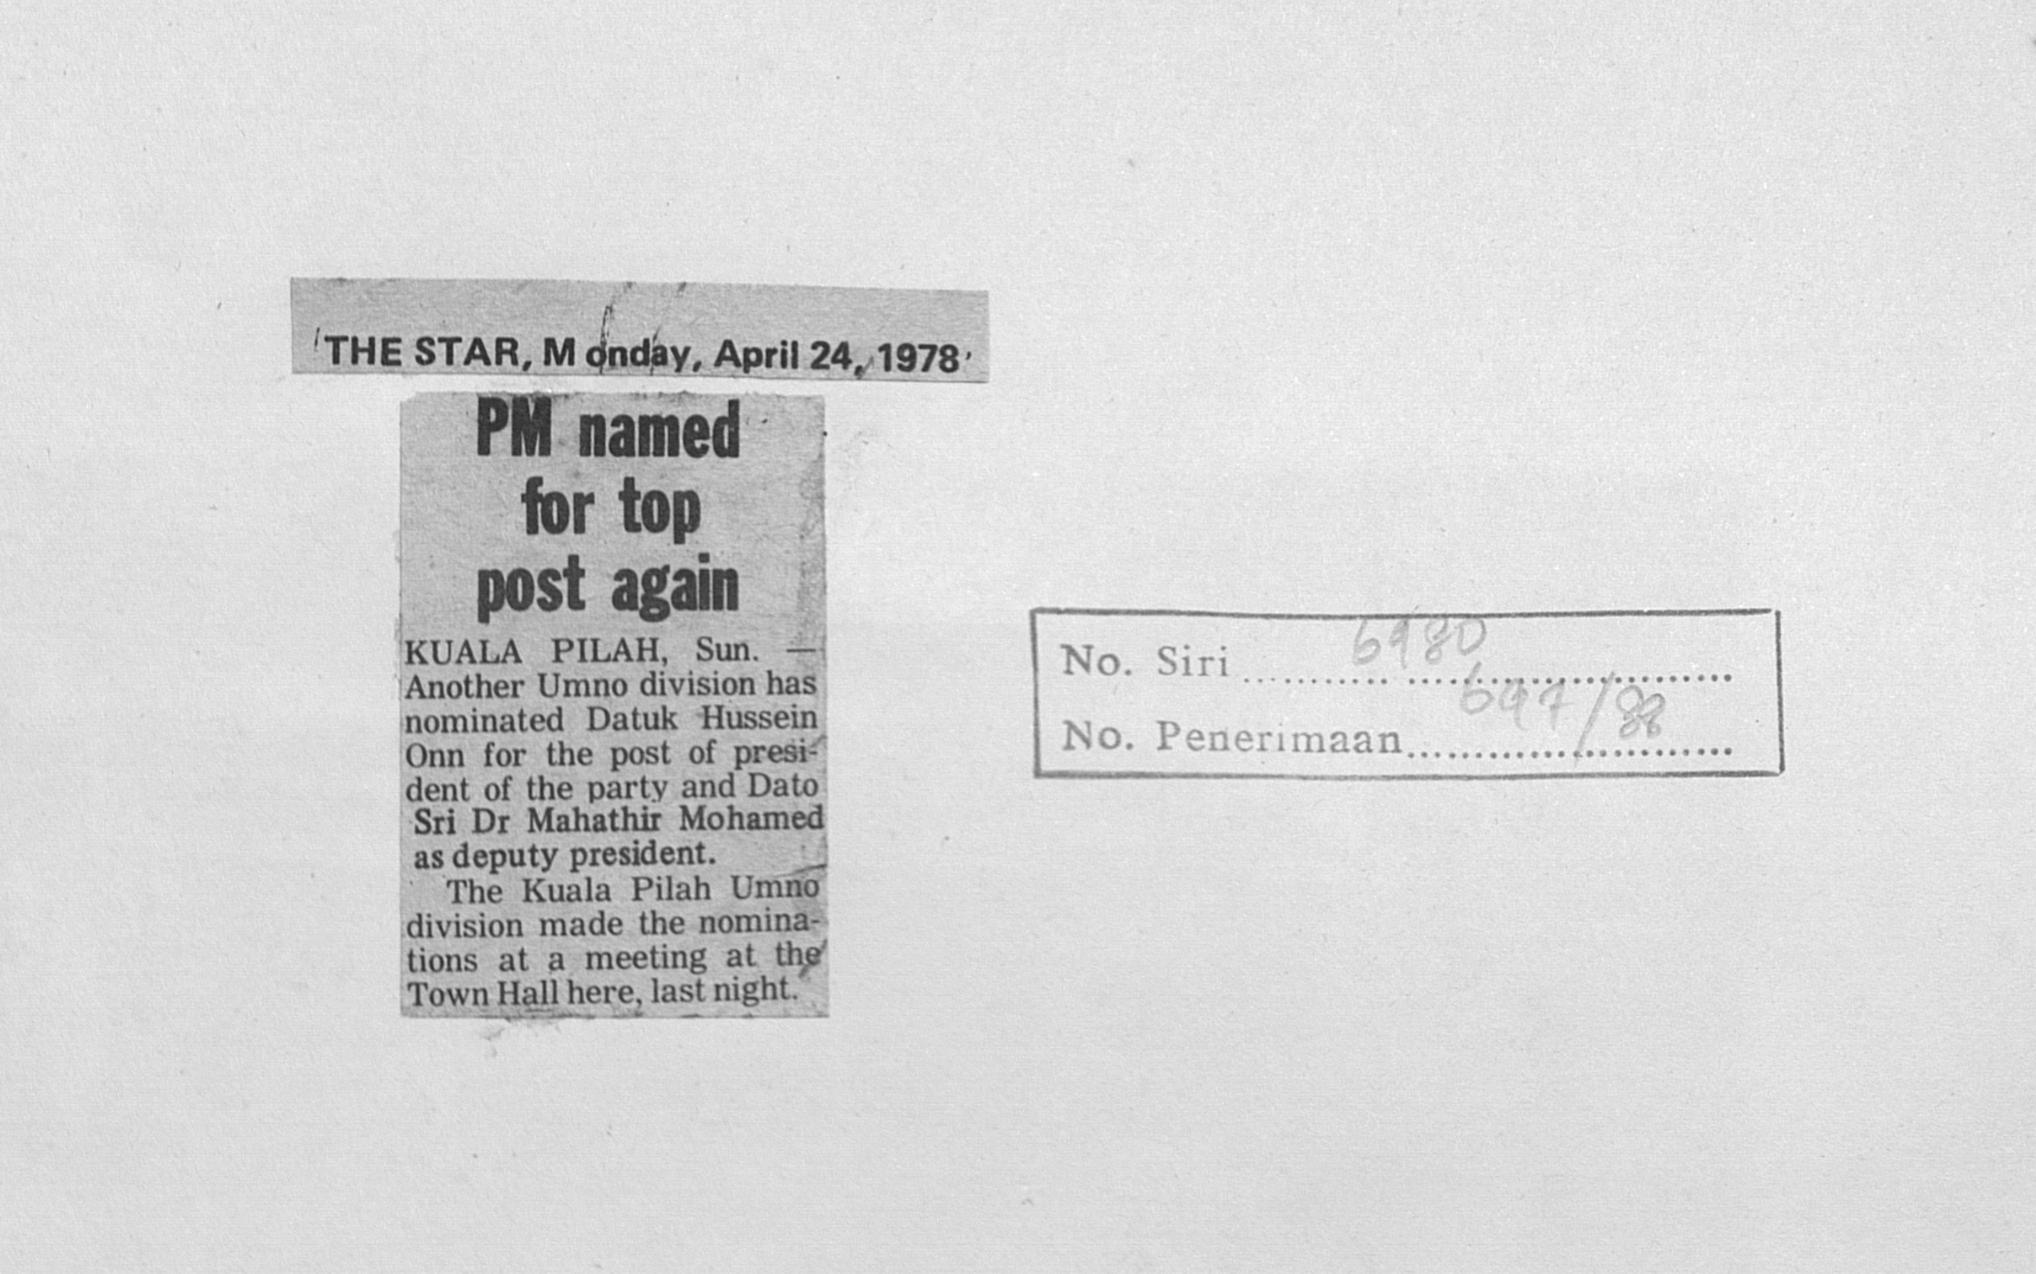 THE STAR, Monday, April 24, 1978
PM named
for top
post again
KUALA PILAH, Sun. —
Another Umno division has
nominated Datuk Hussein
Onn for the post of presi-
dent of the party and Dato
Sri Dr Mahathir Mohamed
as deputy president.
The Kuala Pilah Umno
division made the nomina-
tions at a meeting at the
Town Hall here, last night.
No. Siri 6980
No. Penerimaan 697/88